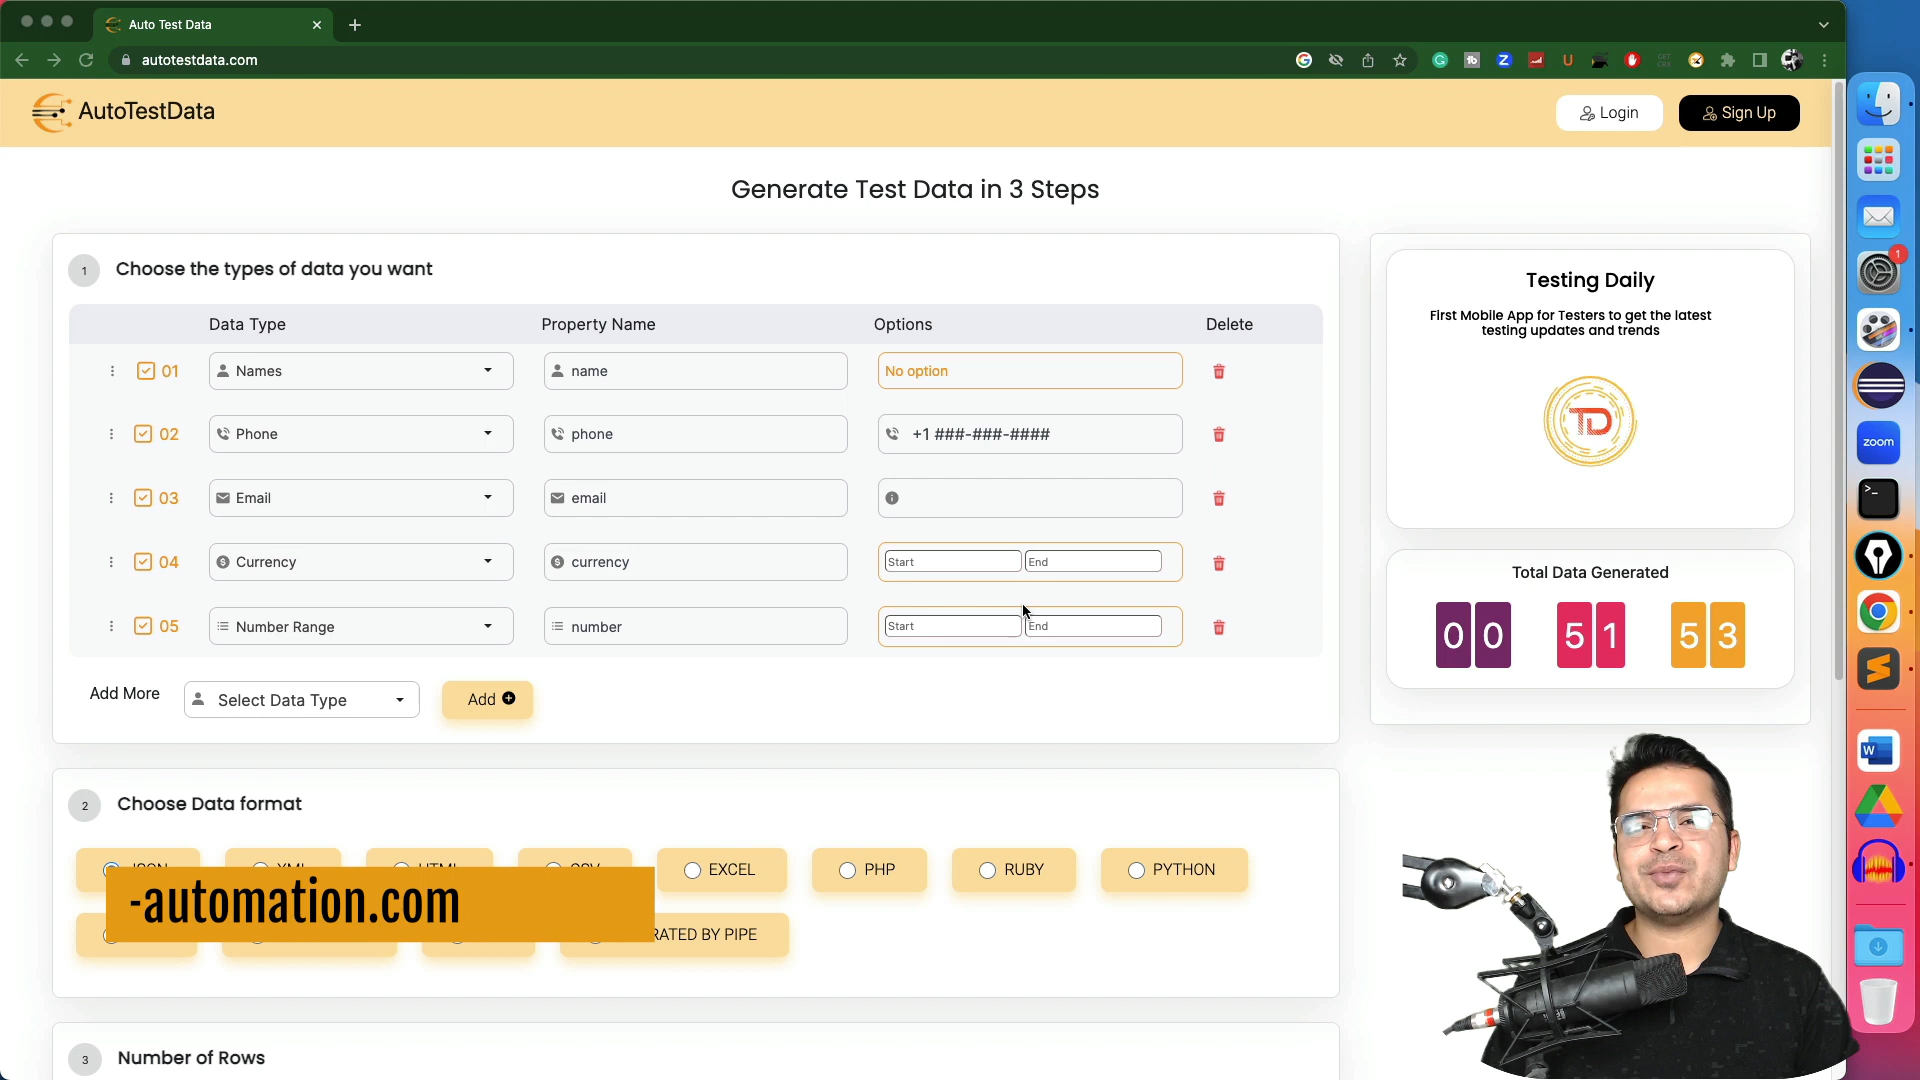 Auto Test Data
autotestdata.com
AutoTestData
Login
Sign Up
Generate Test Data in 3 Steps
1
Choose the types of data you want
Data Type
Property Name
Options
Delete
01
Names
name
No option
02
Phone
phone
+1 ###-###-####
03
Email
email
04
Currency
currency
Start
End
05
Number Range
number
Start
End
Add More
Select Data Type
Add
Testing Daily
First Mobile App for Testers to get the latest
testing updates and trends
TD
Total Data Generated
00 51 53
2
Choose Data format
EXCEL
PHP
RUBY
PYTHON
RATED BY PIPE
-automation.com
3
Number of Rows
zoom
1
W